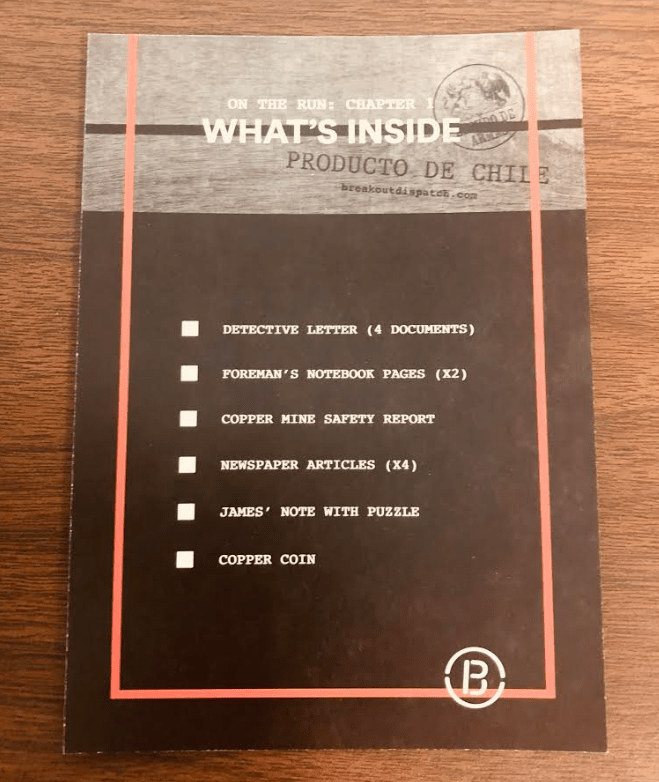 ON THE RUN: CHAPTER 1
WHAT'S INSIDE
PRODUCTO DE CHILE
breakoutdispatch.com
DETECTIVE LETTER (4 DOCUMENTS)
FOREMAN'S NOTEBOOK PAGES (X2)
COPPER MINE SAFETY REPORT
NEWSPAPER ARTICLES (X4)
JAMES' NOTE WITH PUZZLE
COPPER COIN
B